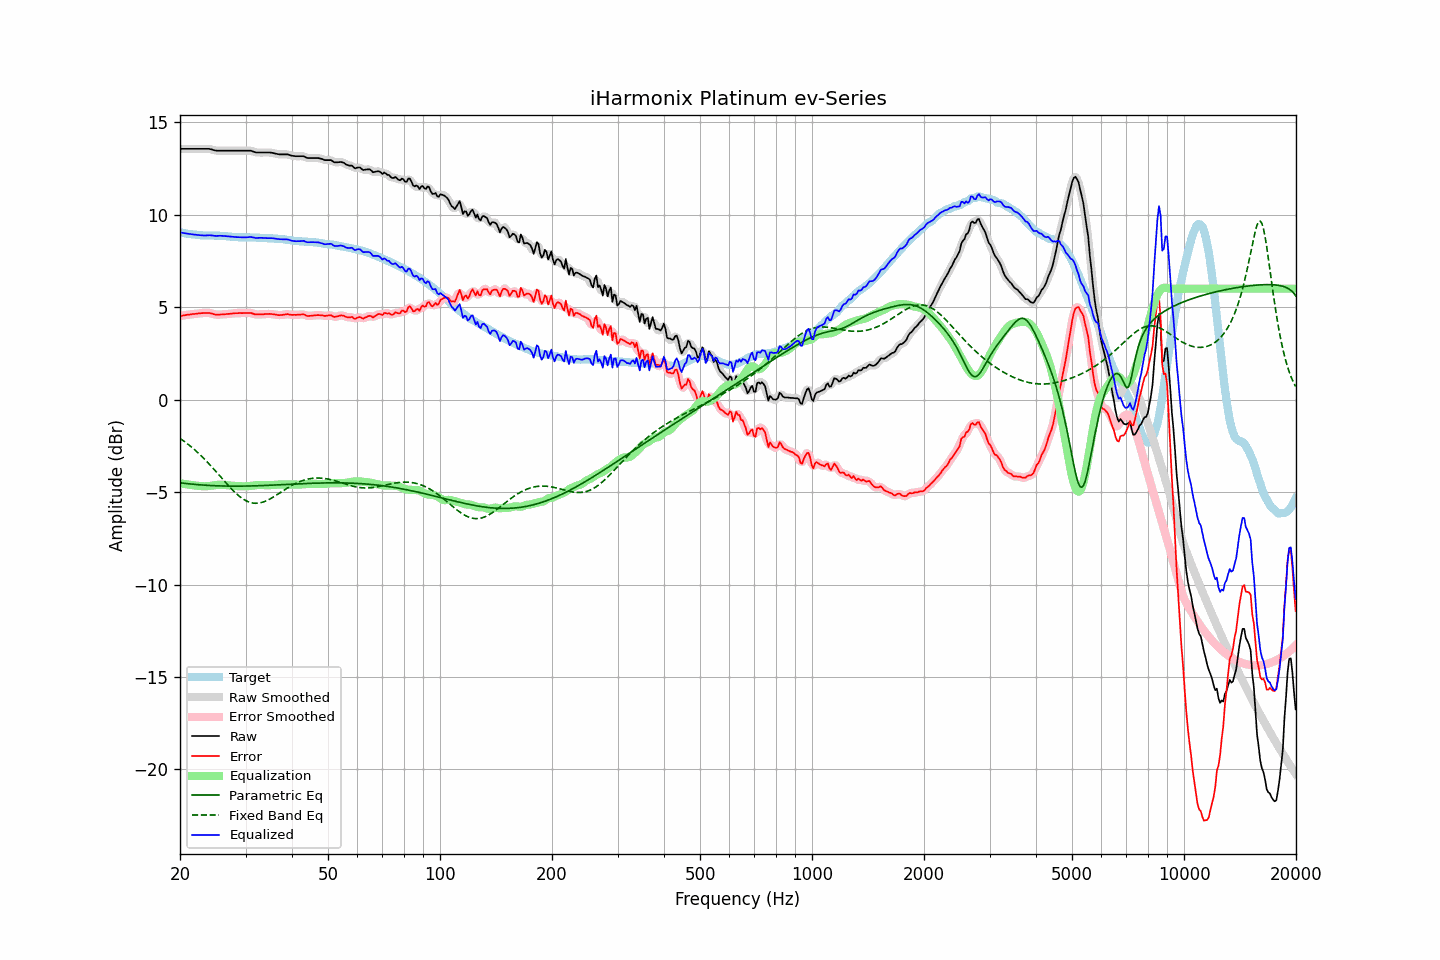 iHarmonix Platinum ev-Series
15
10
5
0
−5
−10
−15
−20
Amplitude (dBr)
Target
Raw Smoothed
Error Smoothed
Raw
Error
Equalization
Parametric Eq
Fixed Band Eq
Equalized
20 50 100 200 500 1000 2000 5000 10000 20000
Frequency (Hz)